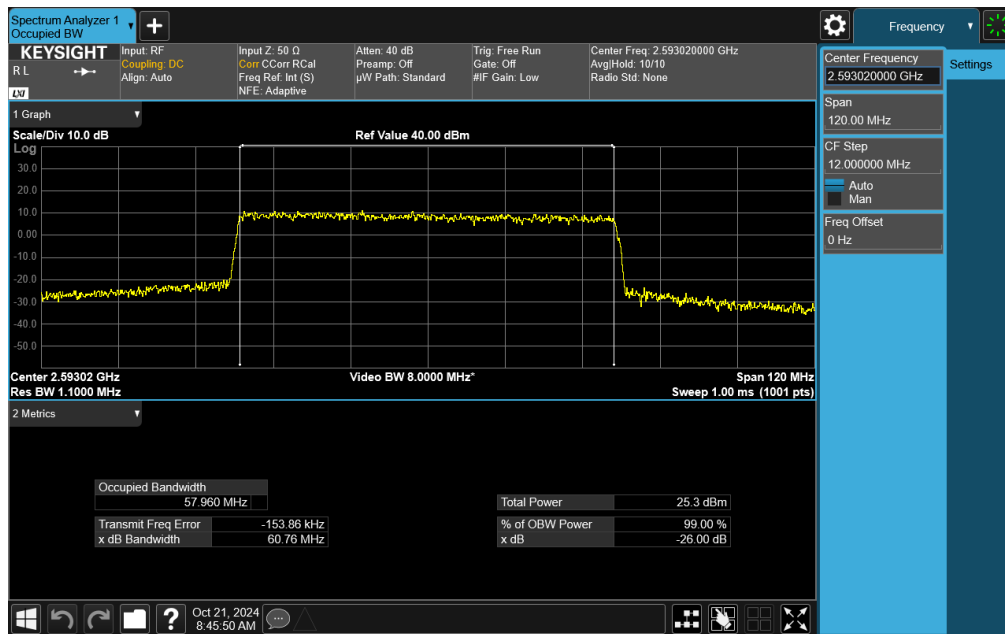 Spectrum Analyzer 1
Occupied BW
Frequency
KEYSIGHT
R L
LXI
Input: RF
Coupling: DC
Align: Auto
Input Z: 50 Ω
Corr CCorr RCal
Freq Ref: Int (S)
NFE: Adaptive
Atten: 40 dB
Preamp: Off
µW Path: Standard
Trig: Free Run
Gate: Off
#IF Gain: Low
Center Freq: 2.593020000 GHz
Avg|Hold: 10/10
Radio Std: None
Center Frequency
2.593020000 GHz
Settings
Span
120.00 MHz
CF Step
12.000000 MHz
Auto
Man
Freq Offset
0 Hz
1 Graph
Scale/Div 10.0 dB
Ref Value 40.00 dBm
Log
30.0
20.0
10.0
0.00
-10.0
-20.0
-30.0
-40.0
-50.0
Center 2.59302 GHz
Video BW 8.0000 MHz*
Span 120 MHz
Res BW 1.1000 MHz
Sweep 1.00 ms (1001 pts)
2 Metrics
Occupied Bandwidth
57.960 MHz
Total Power 25.3 dBm
Transmit Freq Error -153.86 kHz
% of OBW Power 99.00 %
x dB Bandwidth 60.76 MHz
x dB -26.00 dB
?
Oct 21, 2024
8:45:50 AM